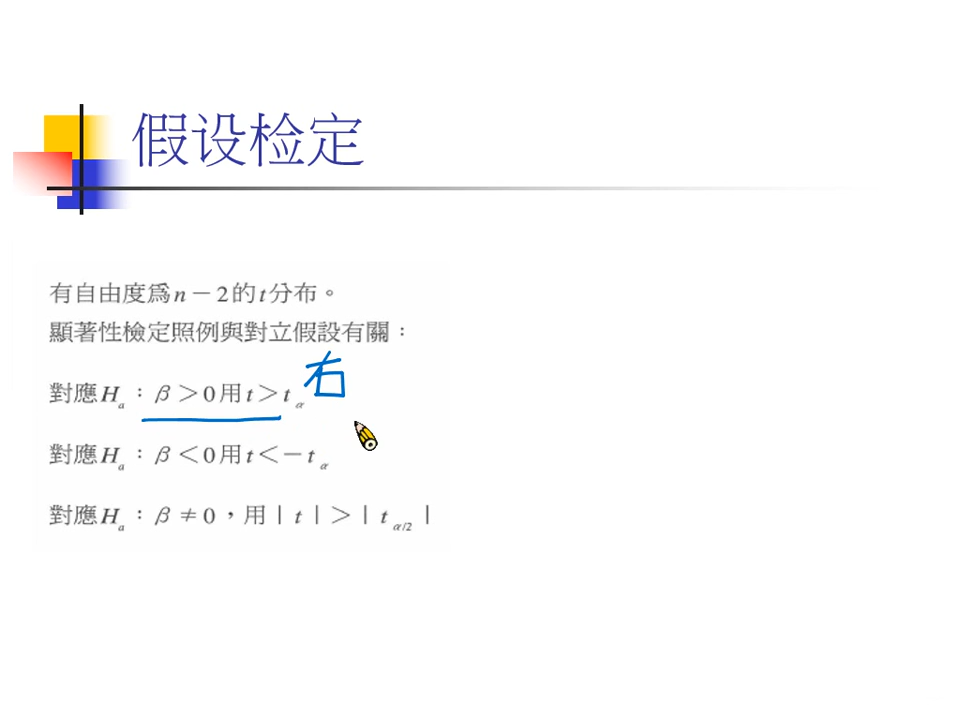 假设检定
有自由度爲n－2的t分布。
顯著性檢定照例與對立假設有關：
對應Hₐ：β＞0用t＞t_α 右
對應Hₐ：β＜0用t＜－t_α
對應Hₐ：β≠0，用｜t｜＞｜t_α/2｜